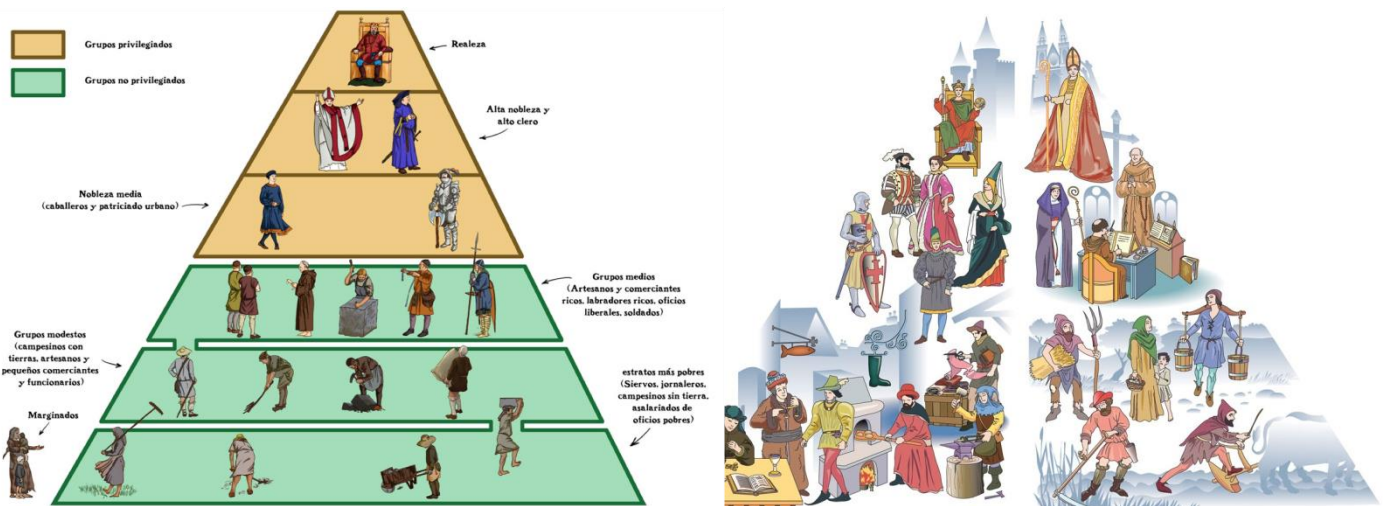 Grupos privilegiados
Grupos no privilegiados
Realeza
Alta nobleza y
alto clero
Nobleza media
(caballeros y patriciado urbano)
Grupos medios
(Artesanos y comerciantes
ricos, labradores ricos, oficios
liberales, soldados)
Grupos modestos
(campesinos con
tierras, artesanos y
pequeños comerciantes
y funcionarios)
estratos más pobres
(Siervos, jornaleros,
campesinos sin tierra,
asalariados de
oficios pobres)
Marginados